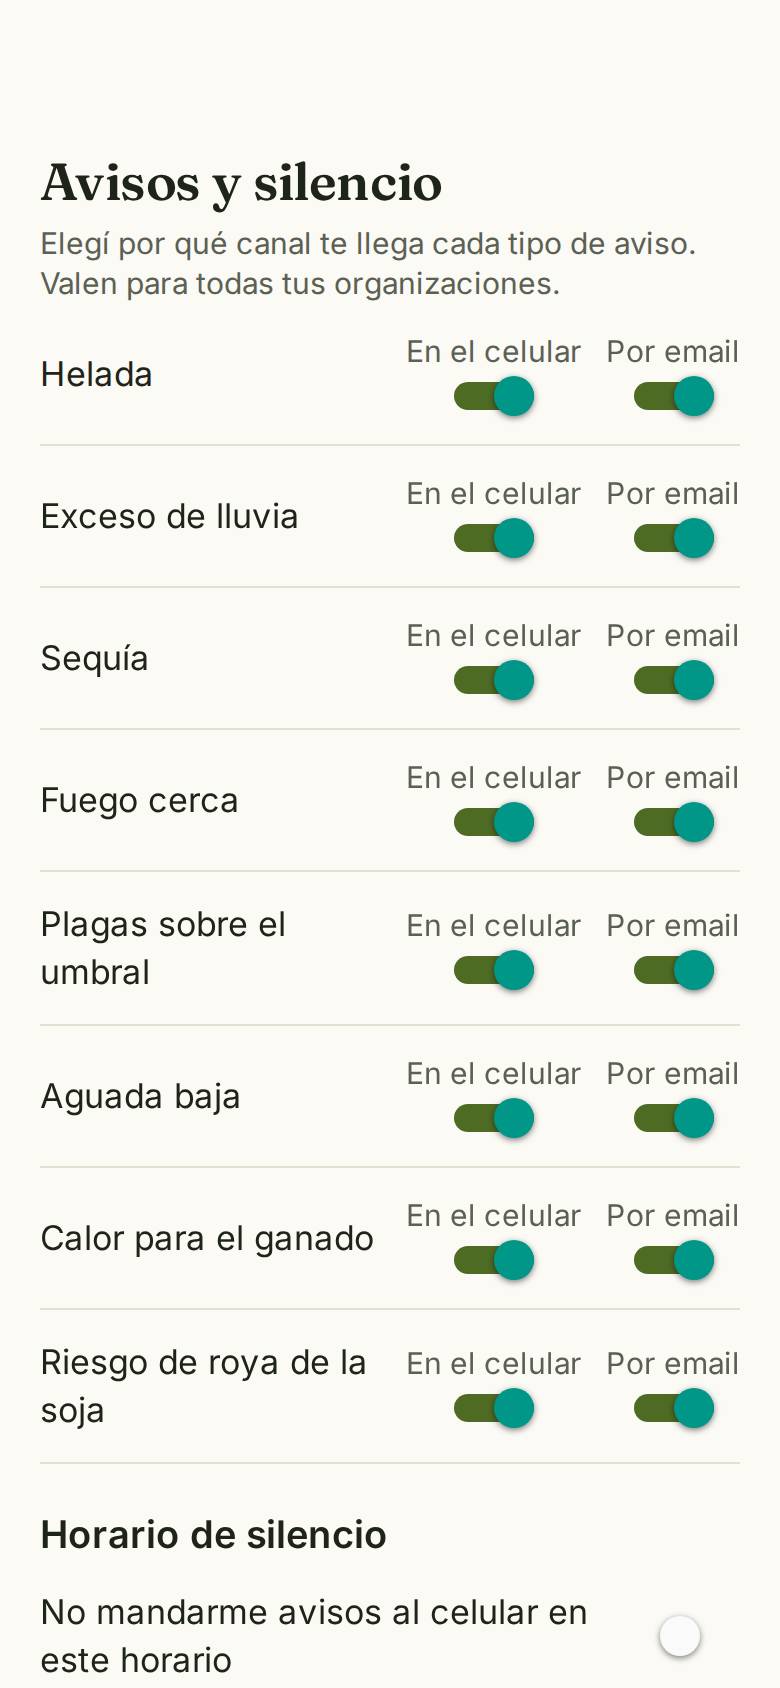 Avisos y silencio
Elegí por qué canal te llega cada tipo de aviso.
Valen para todas tus organizaciones.
Helada
En el celular Por email
Exceso de lluvia
En el celular Por email
Sequía
En el celular Por email
Fuego cerca
En el celular Por email
Plagas sobre el
umbral
En el celular Por email
Aguada baja
En el celular Por email
Calor para el ganado
En el celular Por email
Riesgo de roya de la
soja
En el celular Por email
Horario de silencio
No mandarme avisos al celular en
este horario